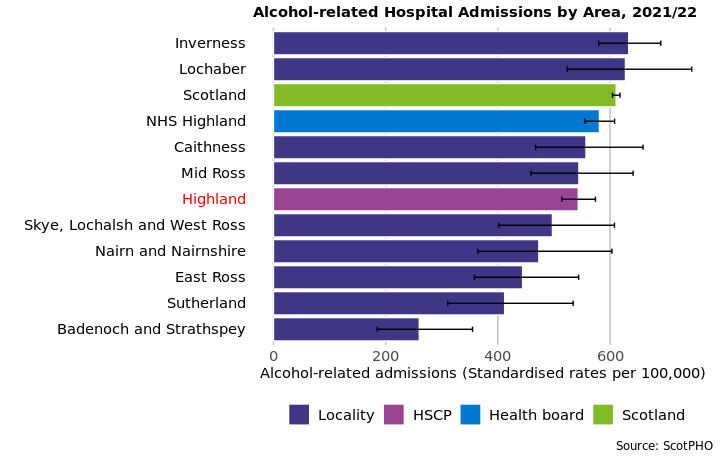 Alcohol-related Hospital Admissions by Area, 2021/22
Inverness
Lochaber
Scotland
NHS Highland
Caithness
Mid Ross
Highland
Skye, Lochalsh and West Ross
Nairn and Nairnshire
East Ross
Sutherland
Badenoch and Strathspey
0 200 400 600
Alcohol-related admissions (Standardised rates per 100,000)
Locality HSCP Health board Scotland
Source: ScotPHO